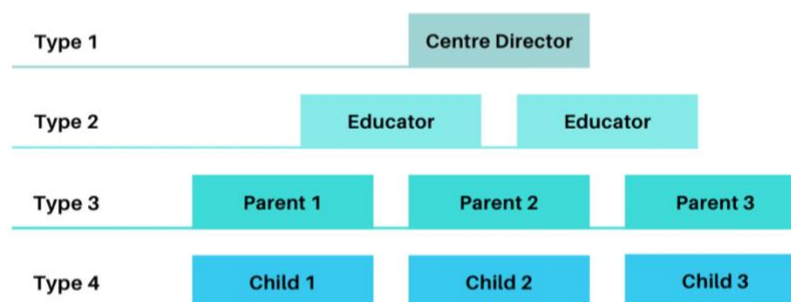 Type 1 Centre Director
Type 2 Educator Educator
Type 3 Parent 1 Parent 2 Parent 3
Type 4 Child 1 Child 2 Child 3